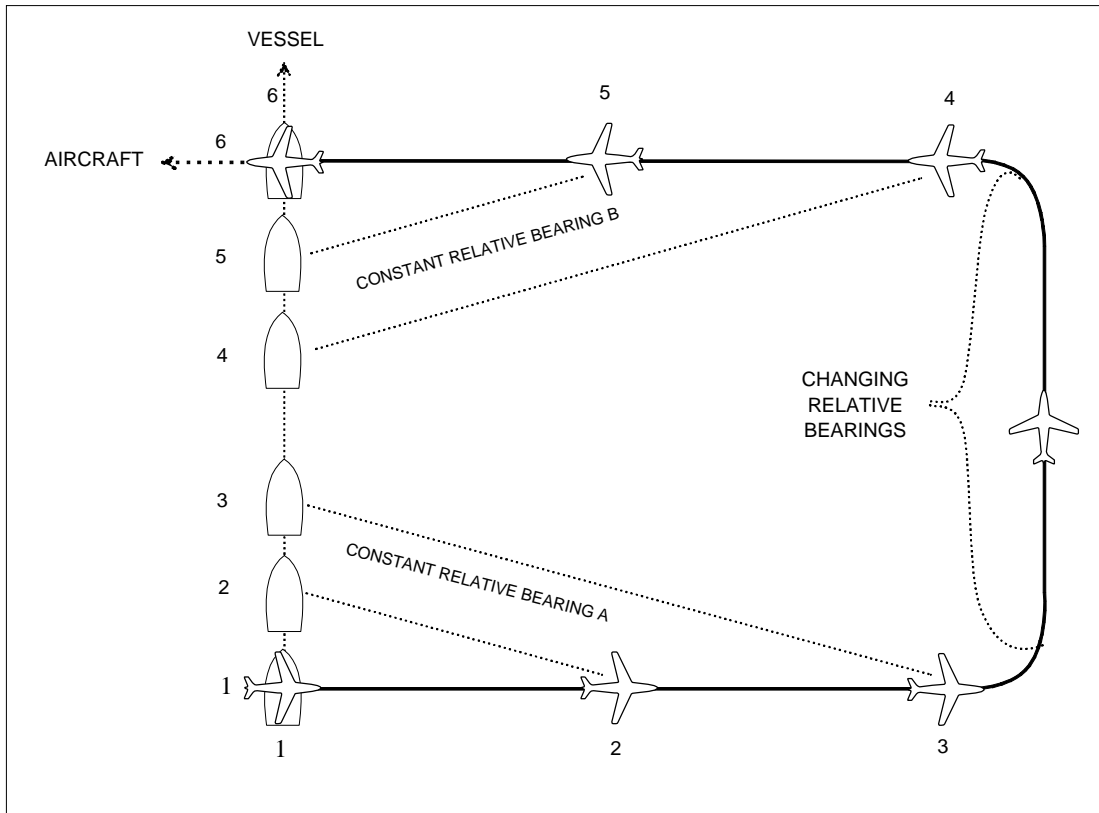 VESSEL
6
5
4
6
AIRCRAFT
5
CONSTANT RELATIVE BEARING B
4
CHANGING
RELATIVE
BEARINGS
3
CONSTANT RELATIVE BEARING A
2
1
1
2
3